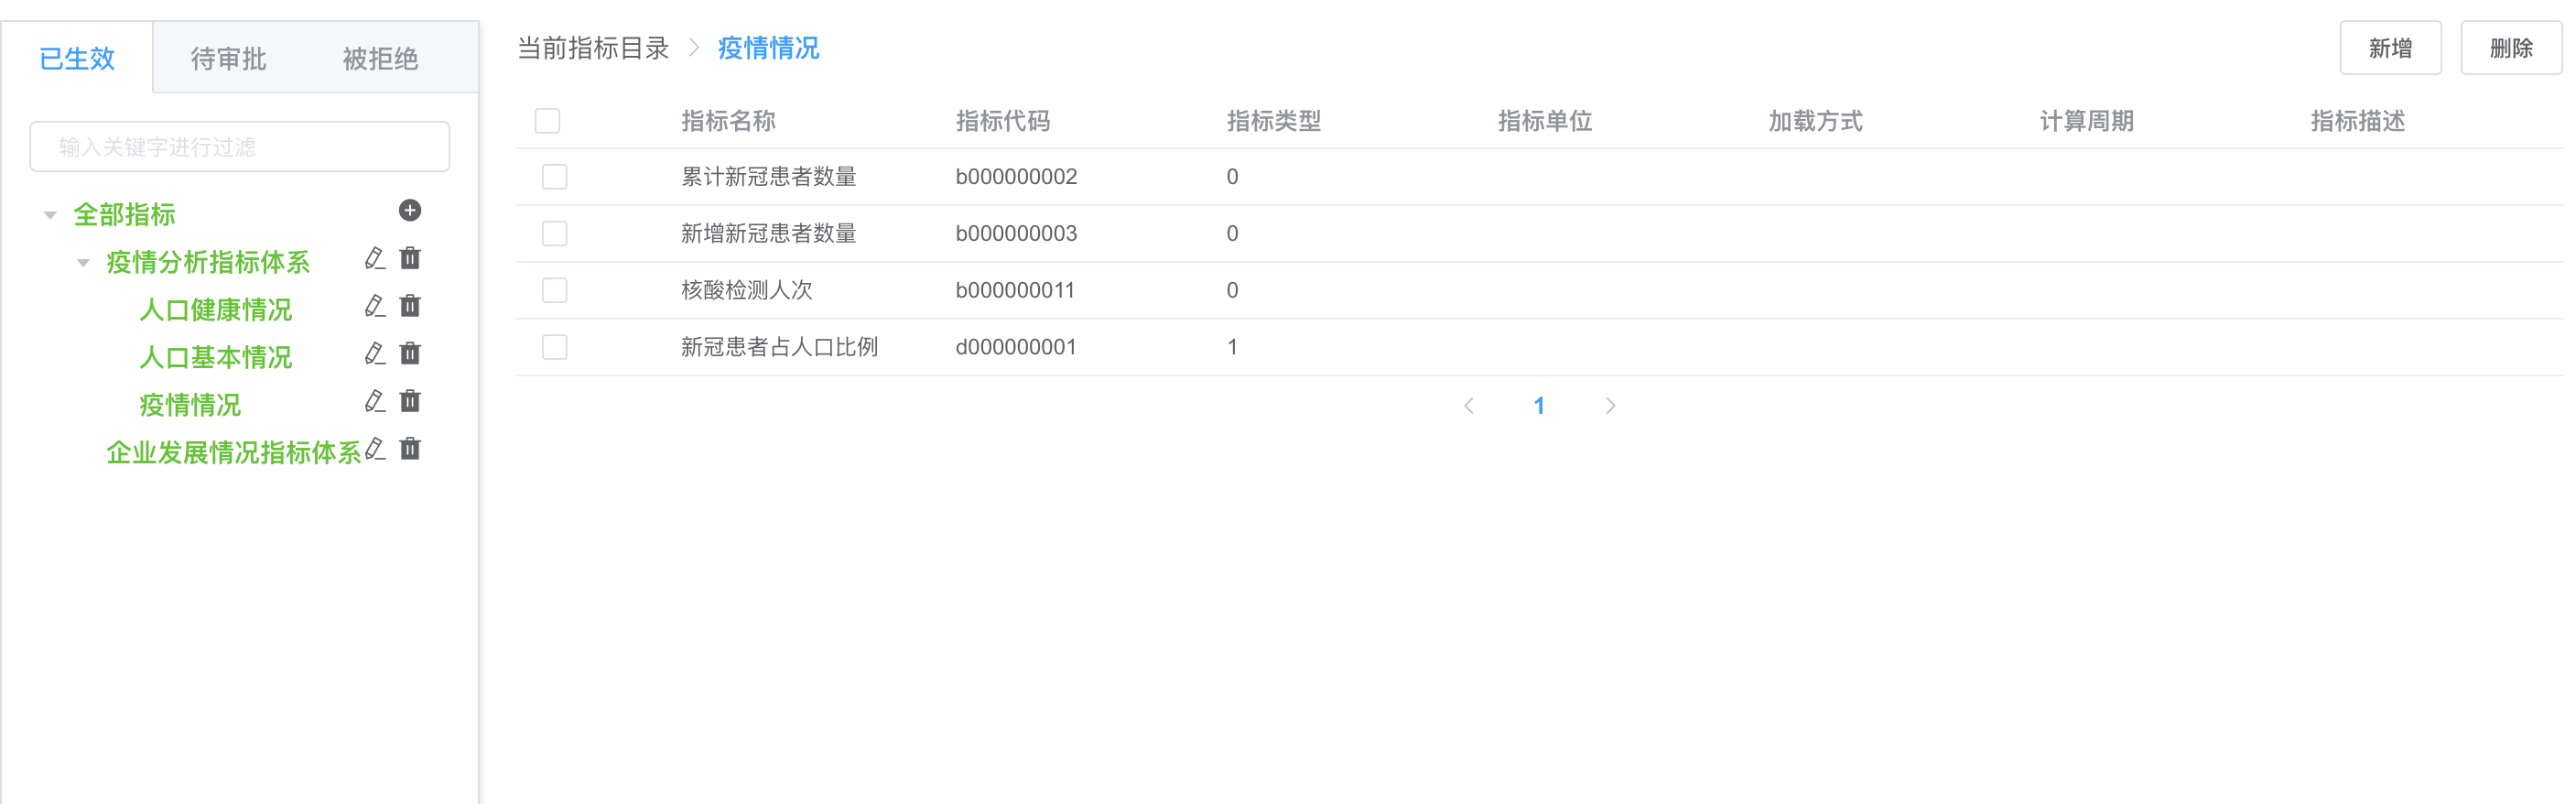 已生效 待审批 被拒绝
输入关键字进行过滤
全部指标
疫情分析指标体系
人口健康情况
人口基本情况
疫情情况
企业发展情况指标体系
当前指标目录 > 疫情情况
新增 删除
指标名称 指标代码 指标类型 指标单位 加载方式 计算周期 指标描述
累计新冠患者数量 b000000002 0
新增新冠患者数量 b000000003 0
核酸检测人次 b000000011 0
新冠患者占人口比例 d000000001 1
1